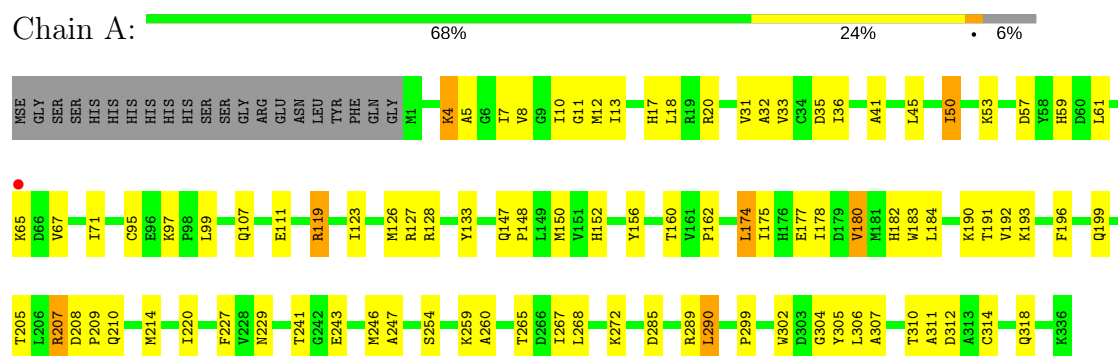 Chain A:
68% 24% • 6%
MSE GLY SER SER HIS HIS HIS HIS HIS HIS SER SER GLY ARG GLU ASN LEU TYR PHE GLN GLY M1 K4 A5 G6 I7 V8 G9 I10 G11 M12 I13 H17 L18 R19 R20 V31 A32 V33 C34 D35 I36 A41 L45 I50 K53 D57 Y58 H59 D60 L61
K65 D66 V67 I71 C95 E96 K97 P98 L99 Q107 E111 R119 I123 M126 R127 R128 Y133 Q147 P148 L149 M150 V151 H152 Y156 T160 V161 P162 L174 I175 H176 E177 I178 D179 V180 M181 H182 W183 L184 K190 T191 V192 K193 F196 Q199
T205 L206 R207 D208 P209 Q210 M214 I220 F227 V228 N229 T241 G242 E243 M246 A247 S254 K259 A260 T265 D266 I267 L268 K272 D285 R289 L290 P299 W302 D303 G304 Y305 L306 A307 T310 A311 D312 A313 C314 Q318 K336